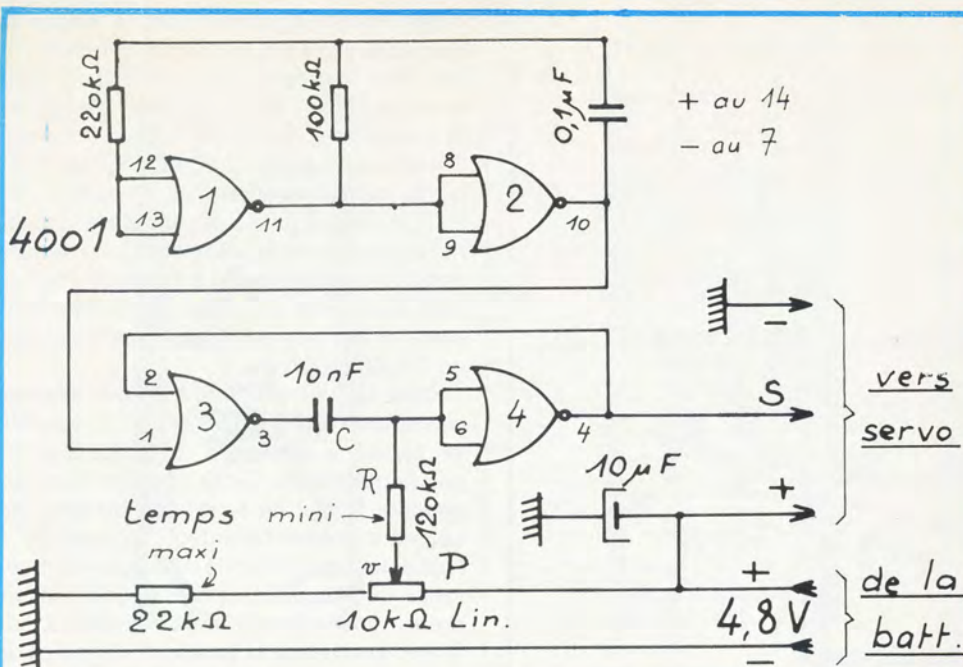 220kΩ
100kΩ
0,1µF
+ au 14
− au 7
12
13
1
11
8
9
2
10
4001
−
2
1
3
3
10nF
C
5
6
4
4
S
vers
servo
R
120kΩ
10µF
+
temps
mini
maxi
v
P
22kΩ
10kΩ Lin.
+
4,8V
−
de la
batt.